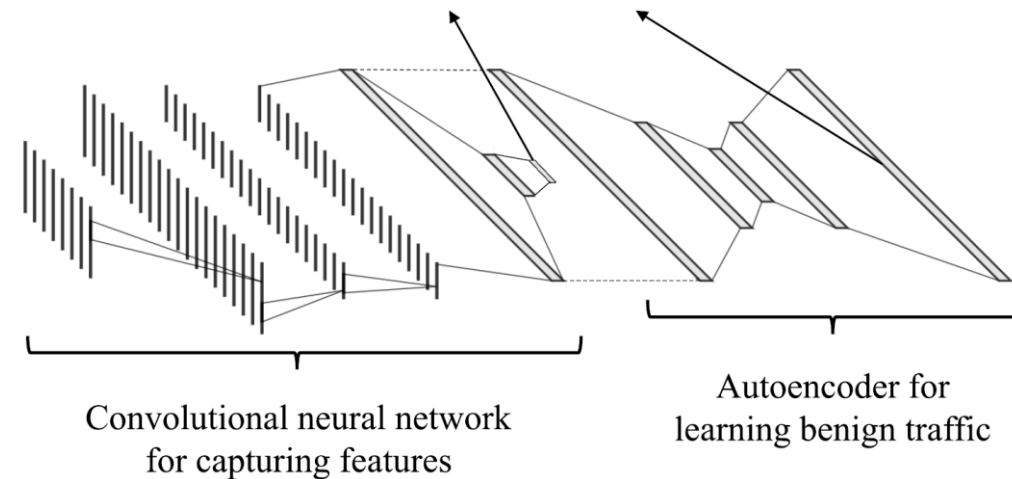 Convolutional neural network
for capturing features
Autoencoder for
learning benign traffic